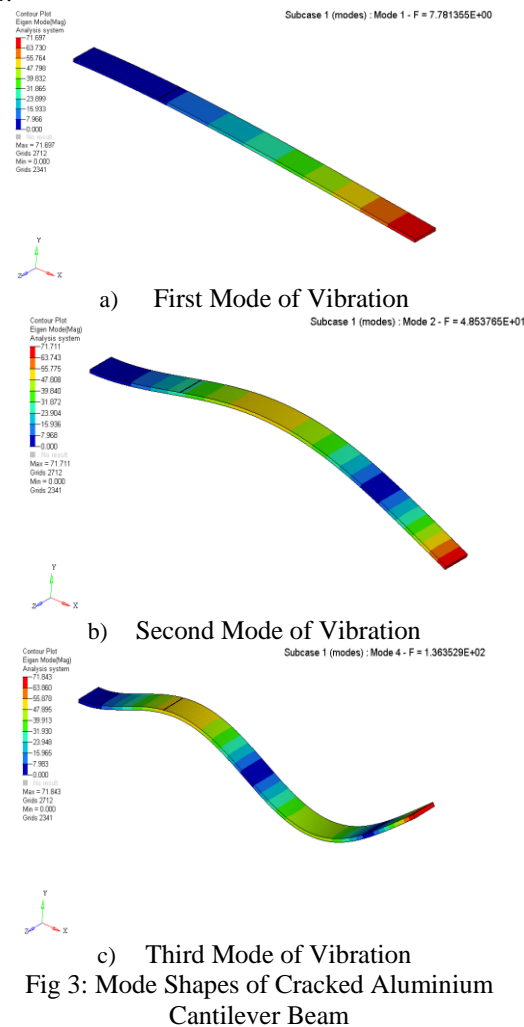 Contour Plot
Eigen Mode(Mag)
Analysis system
Subcase 1 (modes) : Mode 1 - F = 7.781355E+00
71.697
63.730
55.764
47.798
39.832
31.865
23.899
15.933
7.966
0.000
No result
Max = 71.697
Grids 2712
Min = 0.000
Grids 2341
Y
Z
X
a) First Mode of Vibration
Contour Plot
Eigen Mode(Mag)
Analysis system
Subcase 1 (modes) : Mode 2 - F = 4.853765E+01
71.711
63.743
55.775
47.808
39.840
31.872
23.904
15.936
7.968
0.000
No result
Max = 71.711
Grids 2712
Min = 0.000
Grids 2341
Y
Z
X
b) Second Mode of Vibration
Contour Plot
Eigen Mode(Mag)
Analysis system
Subcase 1 (modes) : Mode 4 - F = 1.363529E+02
71.843
63.860
55.878
47.895
39.913
31.930
23.948
15.965
7.983
0.000
No result
Max = 71.843
Grids 2712
Min = 0.000
Grids 2341
Y
Z
X
c) Third Mode of Vibration
Fig 3: Mode Shapes of Cracked Aluminium
Cantilever Beam